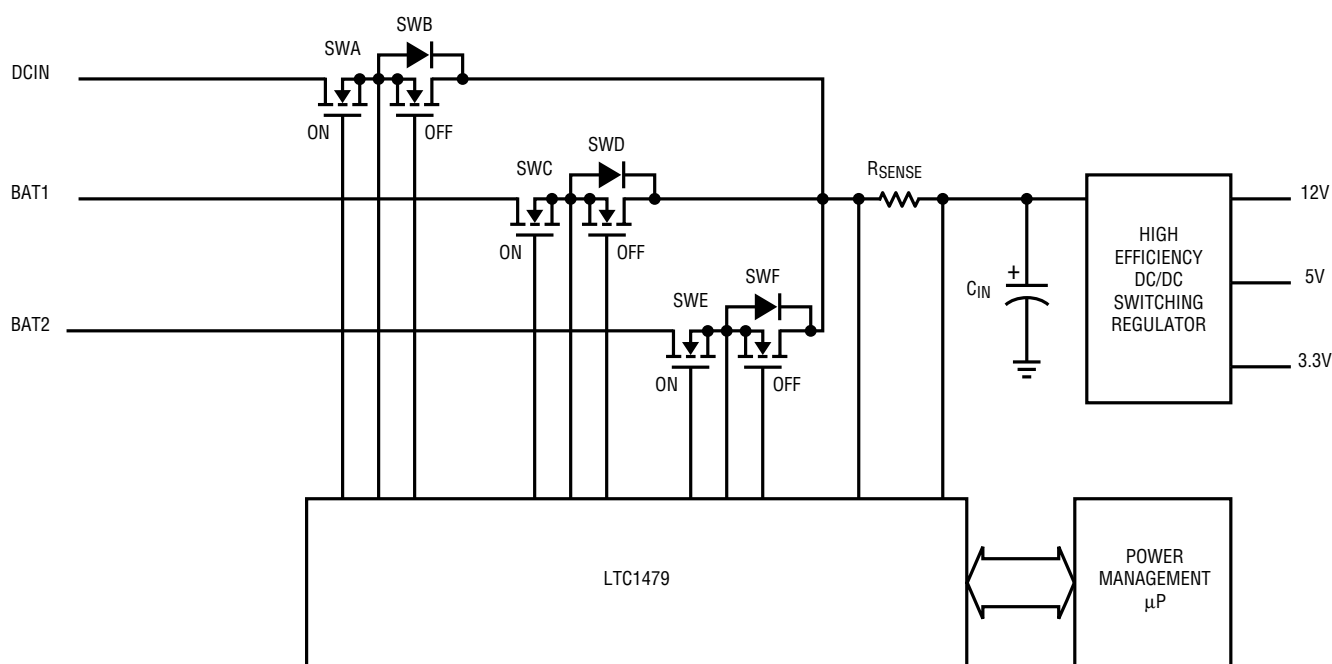 SWB
SWA
DCIN
ON
OFF
SWD
SWC
RSENSE
BAT1
12V
ON
OFF
HIGH
EFFICIENCY
DC/DC
SWITCHING
REGULATOR
+
CIN
5V
SWF
SWE
BAT2
3.3V
ON
OFF
LTC1479
POWER
MANAGEMENT
µP